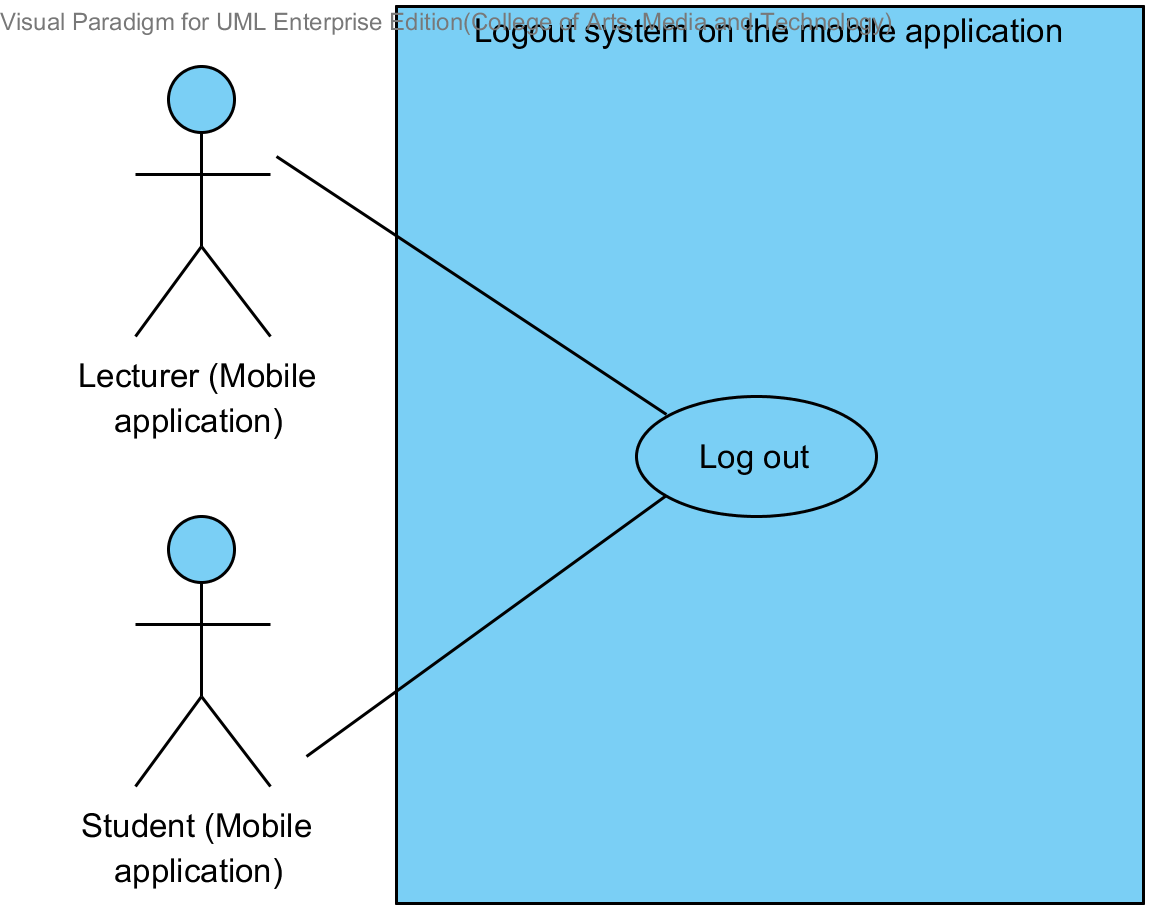 Visual Paradigm for UML Enterprise Edition(College of Arts, Media and Technology)
Logout system on the mobile application
Lecturer (Mobile
application)
Log out
Student (Mobile
application)